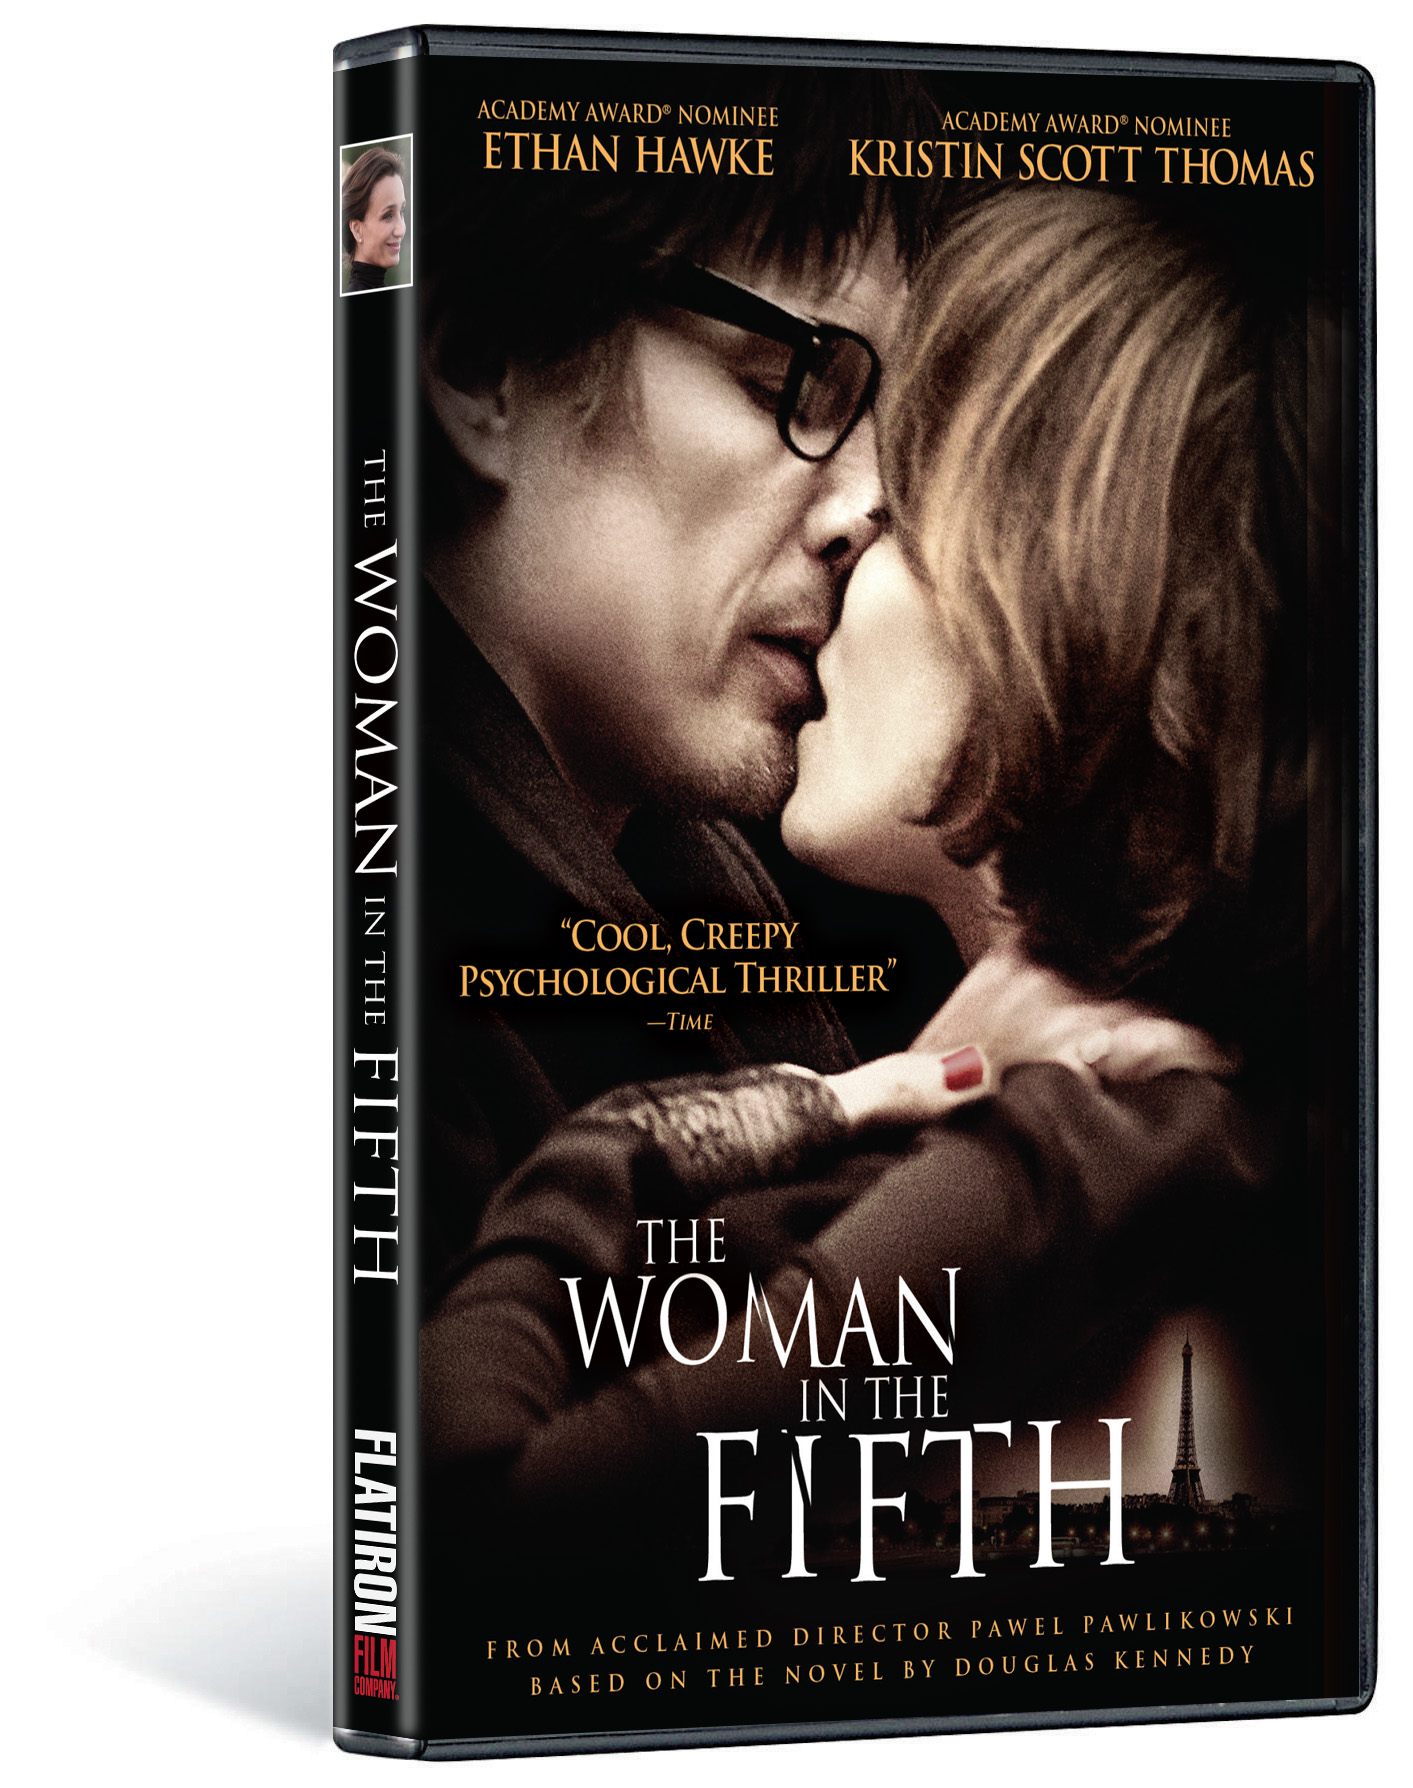 THE WOMAN IN THE FIFTH
FLATIRON
FILM
COMPANY®
ACADEMY AWARD® NOMINEE
ETHAN HAWKE
ACADEMY AWARD® NOMINEE
KRISTIN SCOTT THOMAS
“COOL, CREEPY
PSYCHOLOGICAL THRILLER”
—TIME
THE
WOMAN
IN THE
FIFTH
FROM ACCLAIMED DIRECTOR PAWEL PAWLIKOWSKI
BASED ON THE NOVEL BY DOUGLAS KENNEDY